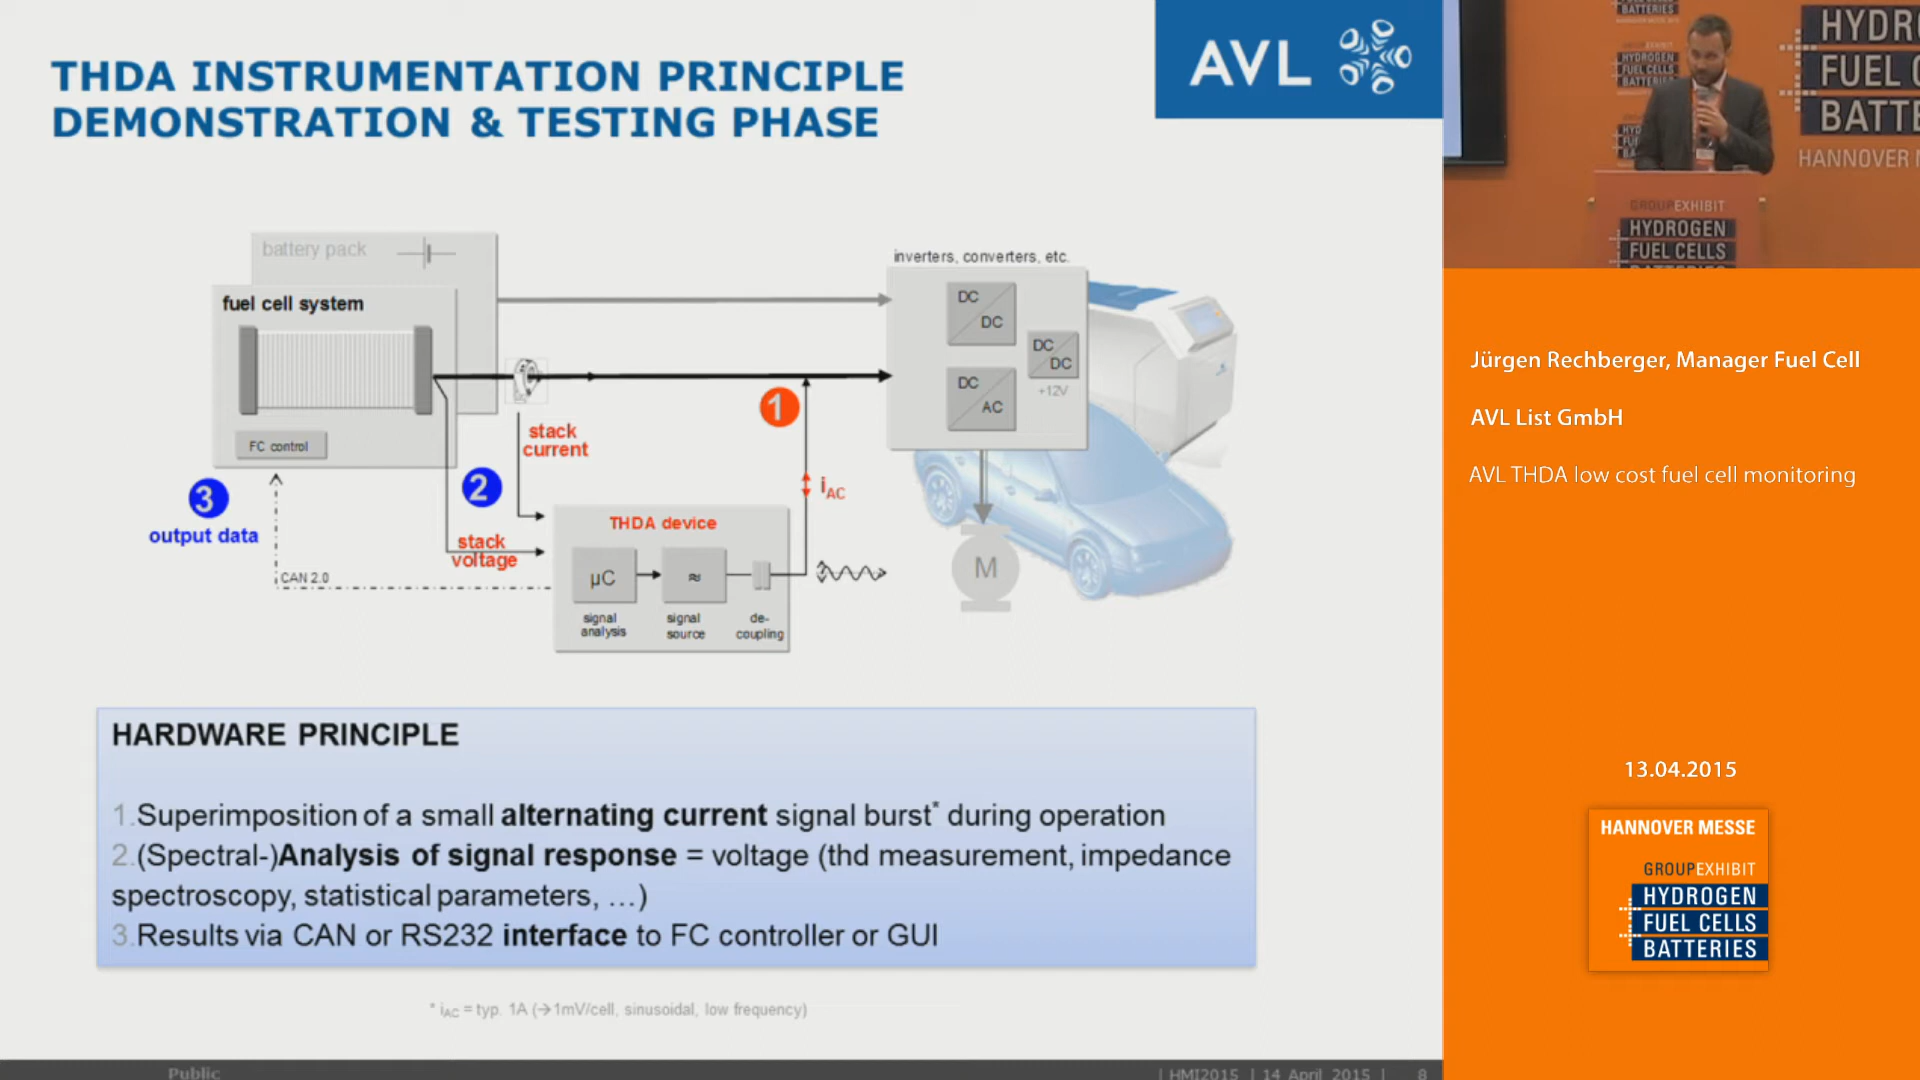 THDA INSTRUMENTATION PRINCIPLE
DEMONSTRATION & TESTING PHASE
AVL
battery pack
fuel cell system
FC control
inverters, converters, etc.
DC
DC
DC
DC
+12V
DC
AC
1
stack
current
2
3
output data
iAC
THDA device
stack
voltage
CAN 2.0
µC
≈
M
signal
analysis
signal
source
de-
coupling
HARDWARE PRINCIPLE
1.Superimposition of a small alternating current signal burst* during operation
2.(Spectral-)Analysis of signal response = voltage (thd measurement, impedance
spectroscopy, statistical parameters, …)
3.Results via CAN or RS232 interface to FC controller or GUI
* iAC = typ. 1A (→1mV/cell, sinusoidal, low frequency)
Public
| HMI2015 | 14 April 2015 | 8
BATTERIES
HYDROGEN
FUEL CELLS
HYDRO
FUEL C
BATTE
HANNOVER
GROUPEXHIBIT
HYDROGEN
FUEL CELLS
Jürgen Rechberger, Manager Fuel Cell
AVL List GmbH
AVL THDA low cost fuel cell monitoring
13.04.2015
HANNOVER MESSE
GROUPEXHIBIT
HYDROGEN
FUEL CELLS
BATTERIES